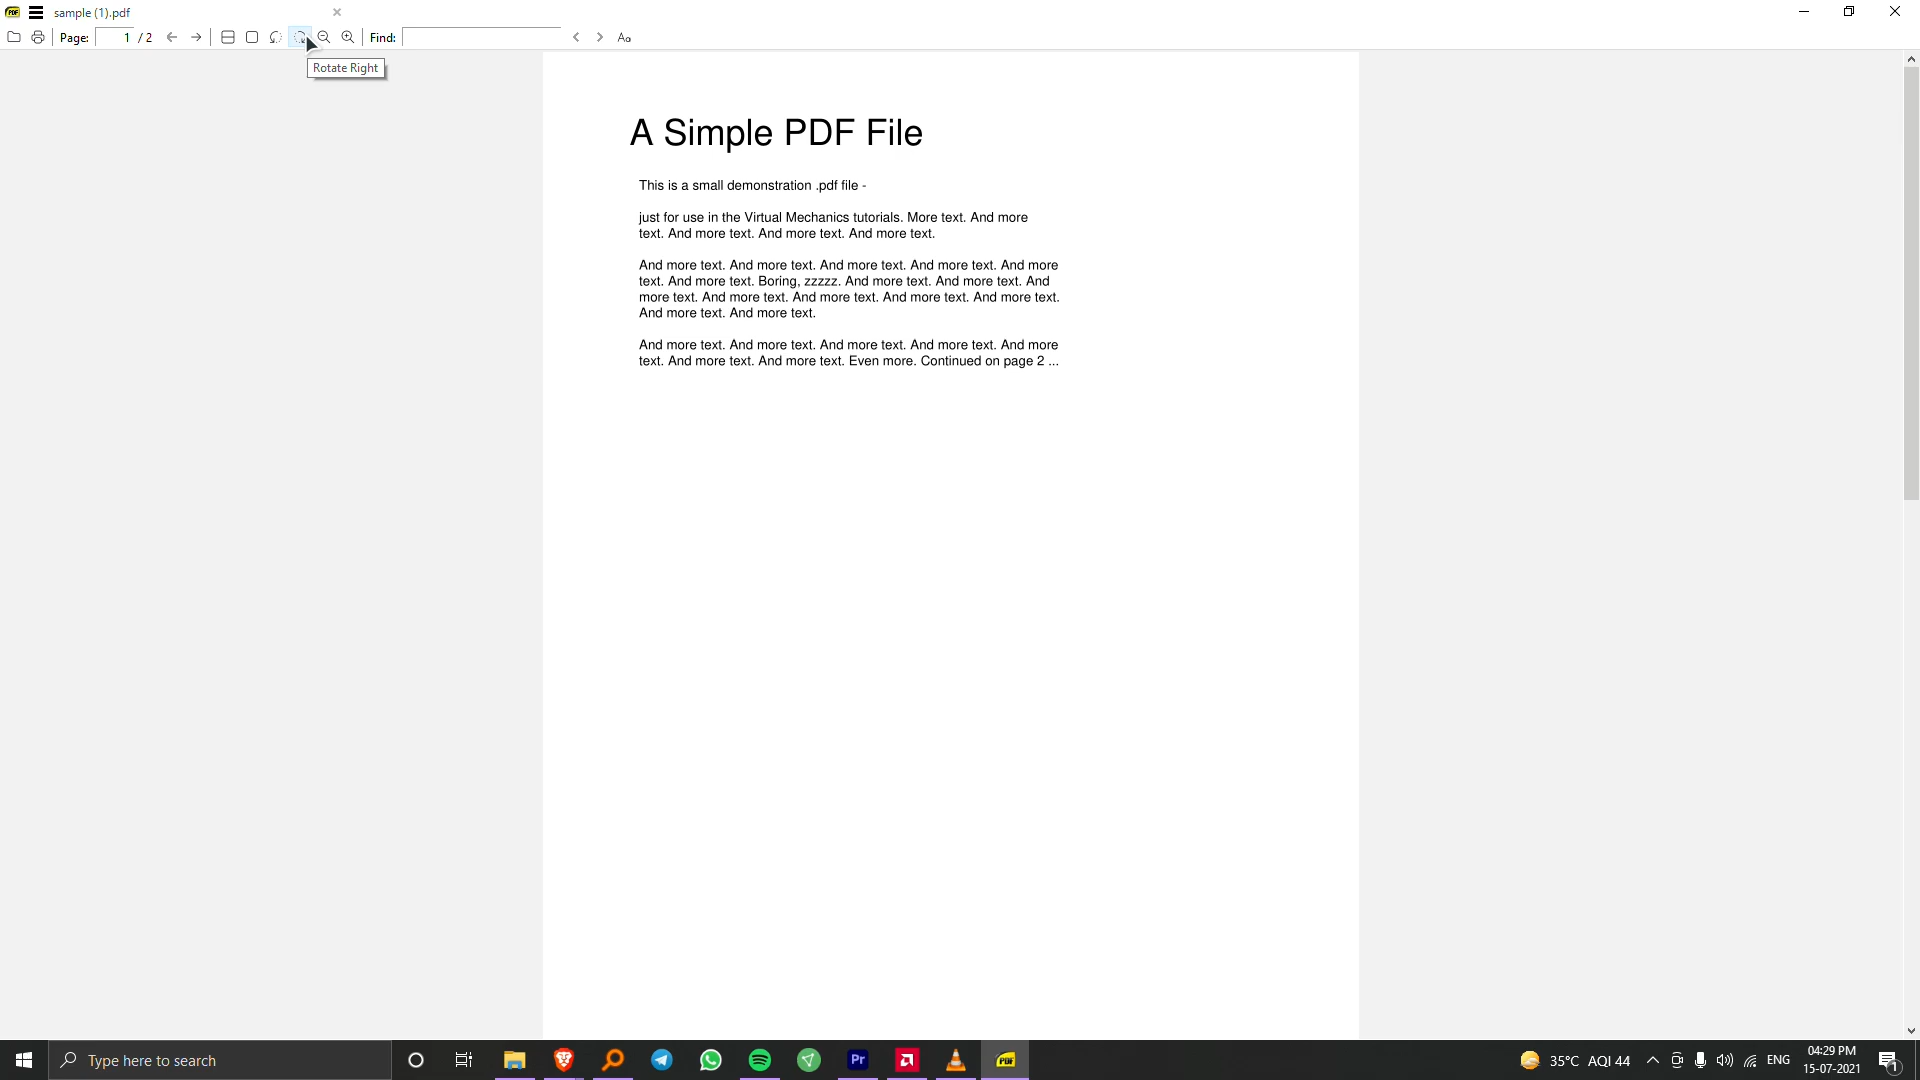 PDF sample (1).pdf
Page: 1 / 2 Find: Aa
Rotate Right
A Simple PDF File
This is a small demonstration .pdf file -
just for use in the Virtual Mechanics tutorials. More text. And more
text. And more text. And more text. And more text.
And more text. And more text. And more text. And more text. And more
text. And more text. Boring, zzzzz. And more text. And more text. And
more text. And more text. And more text. And more text. And more text.
And more text. And more text.
And more text. And more text. And more text. And more text. And more
text. And more text. And more text. Even more. Continued on page 2 ...
Type here to search
Pr
PDF
35°C AQI 44
ENG
04:29 PM
15-07-2021
1